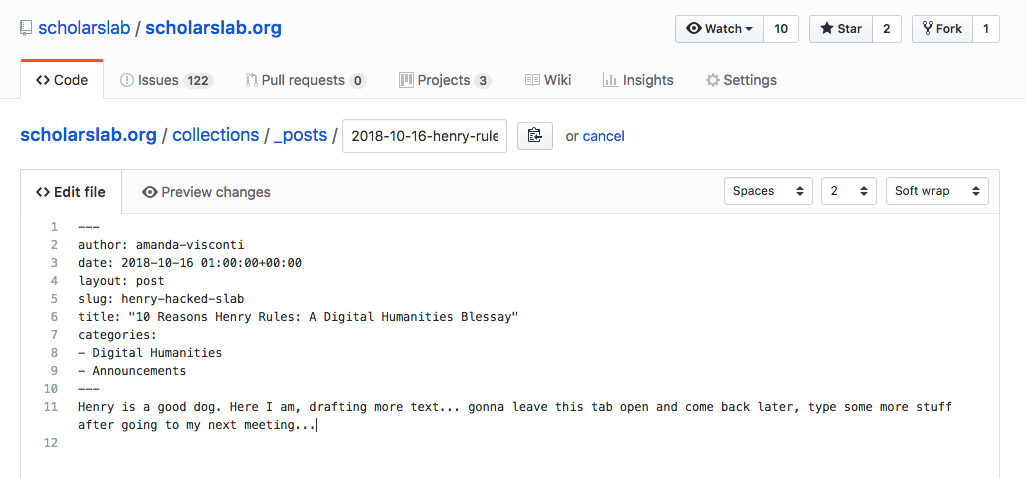 scholarslab / scholarslab.org
Watch 10 Star 2 Fork 1
Code Issues 122 Pull requests 0 Projects 3 Wiki Insights Settings
scholarslab.org / collections / _posts / 2018-10-16-henry-rule or cancel
Edit file Preview changes Spaces 2 Soft wrap
1 ---
2 author: amanda-visconti
3 date: 2018-10-16 01:00:00+00:00
4 layout: post
5 slug: henry-hacked-slab
6 title: "10 Reasons Henry Rules: A Digital Humanities Blessay"
7 categories:
8 - Digital Humanities
9 - Announcements
10 ---
11 Henry is a good dog. Here I am, drafting more text... gonna leave this tab open and come back later, type some more stuff
after going to my next meeting...
12